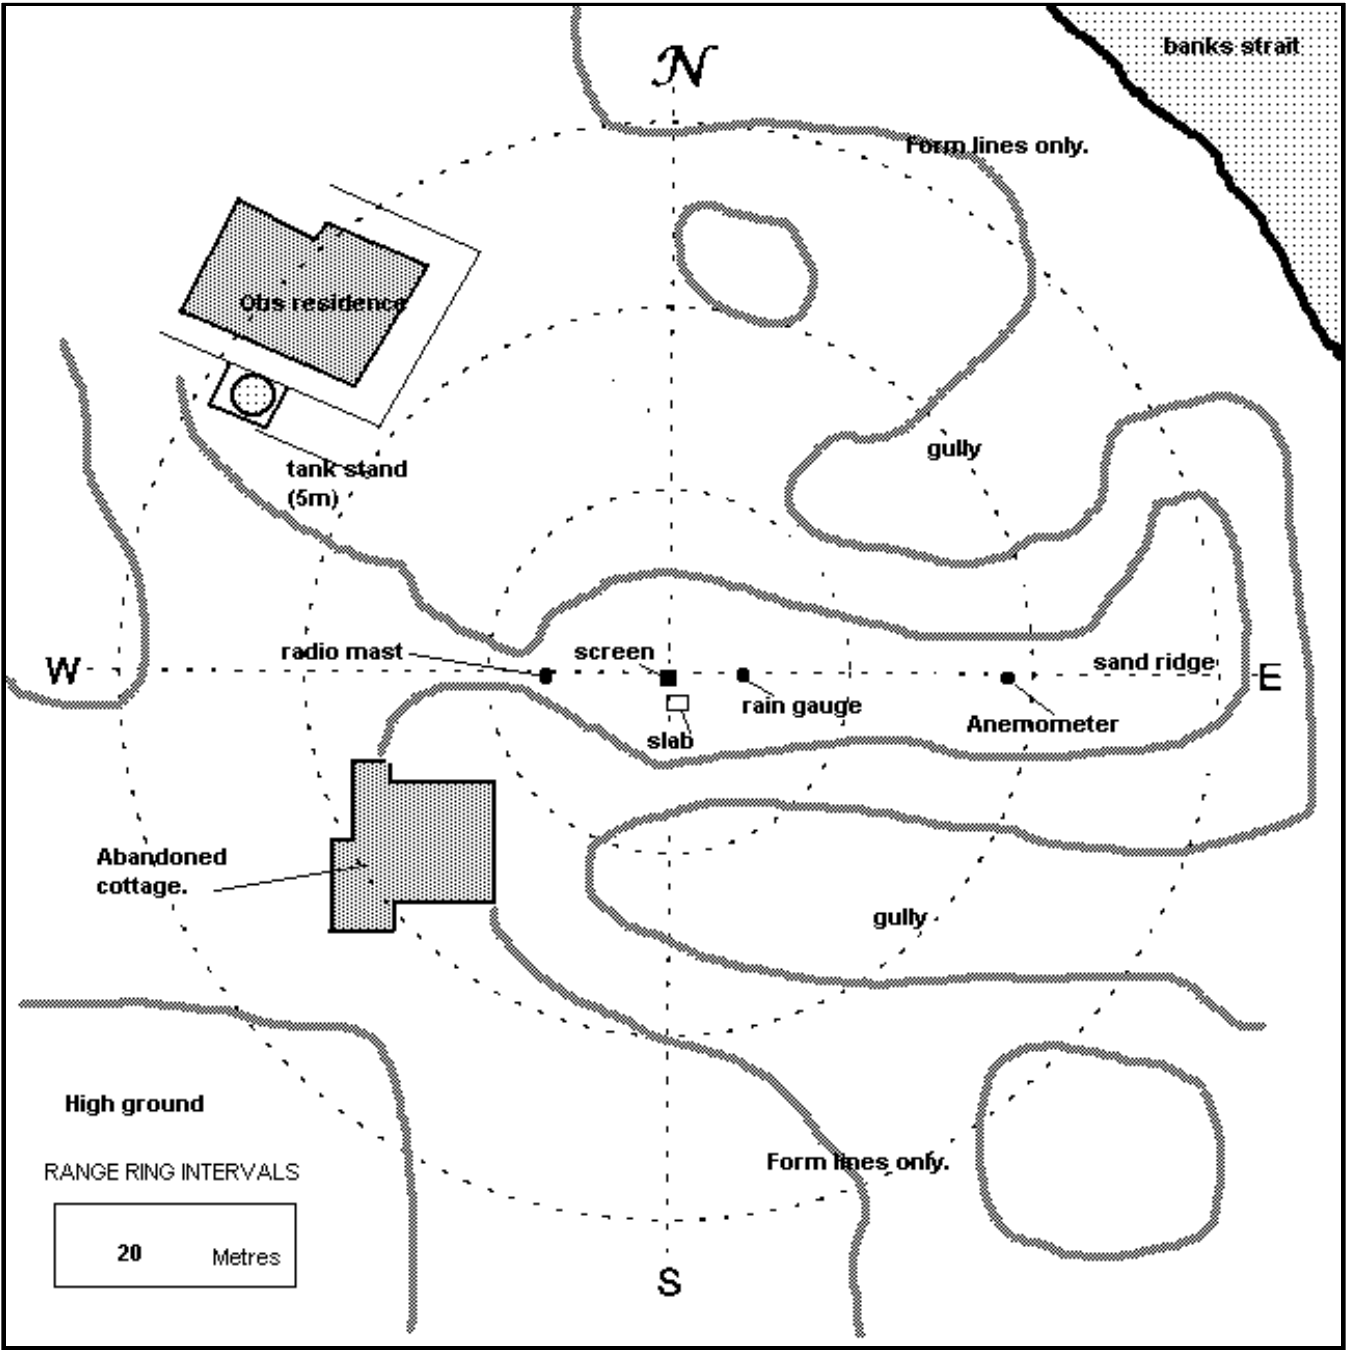 banks strait
N
Form lines only.
Obs residence
gully
tank stand
(5m)
radio mast
screen
W
sand ridge
E
rain gauge
Anemometer
slab
Abandoned
cottage.
gully
High ground
Form lines only.
RANGE RING INTERVALS
20 Metres
S